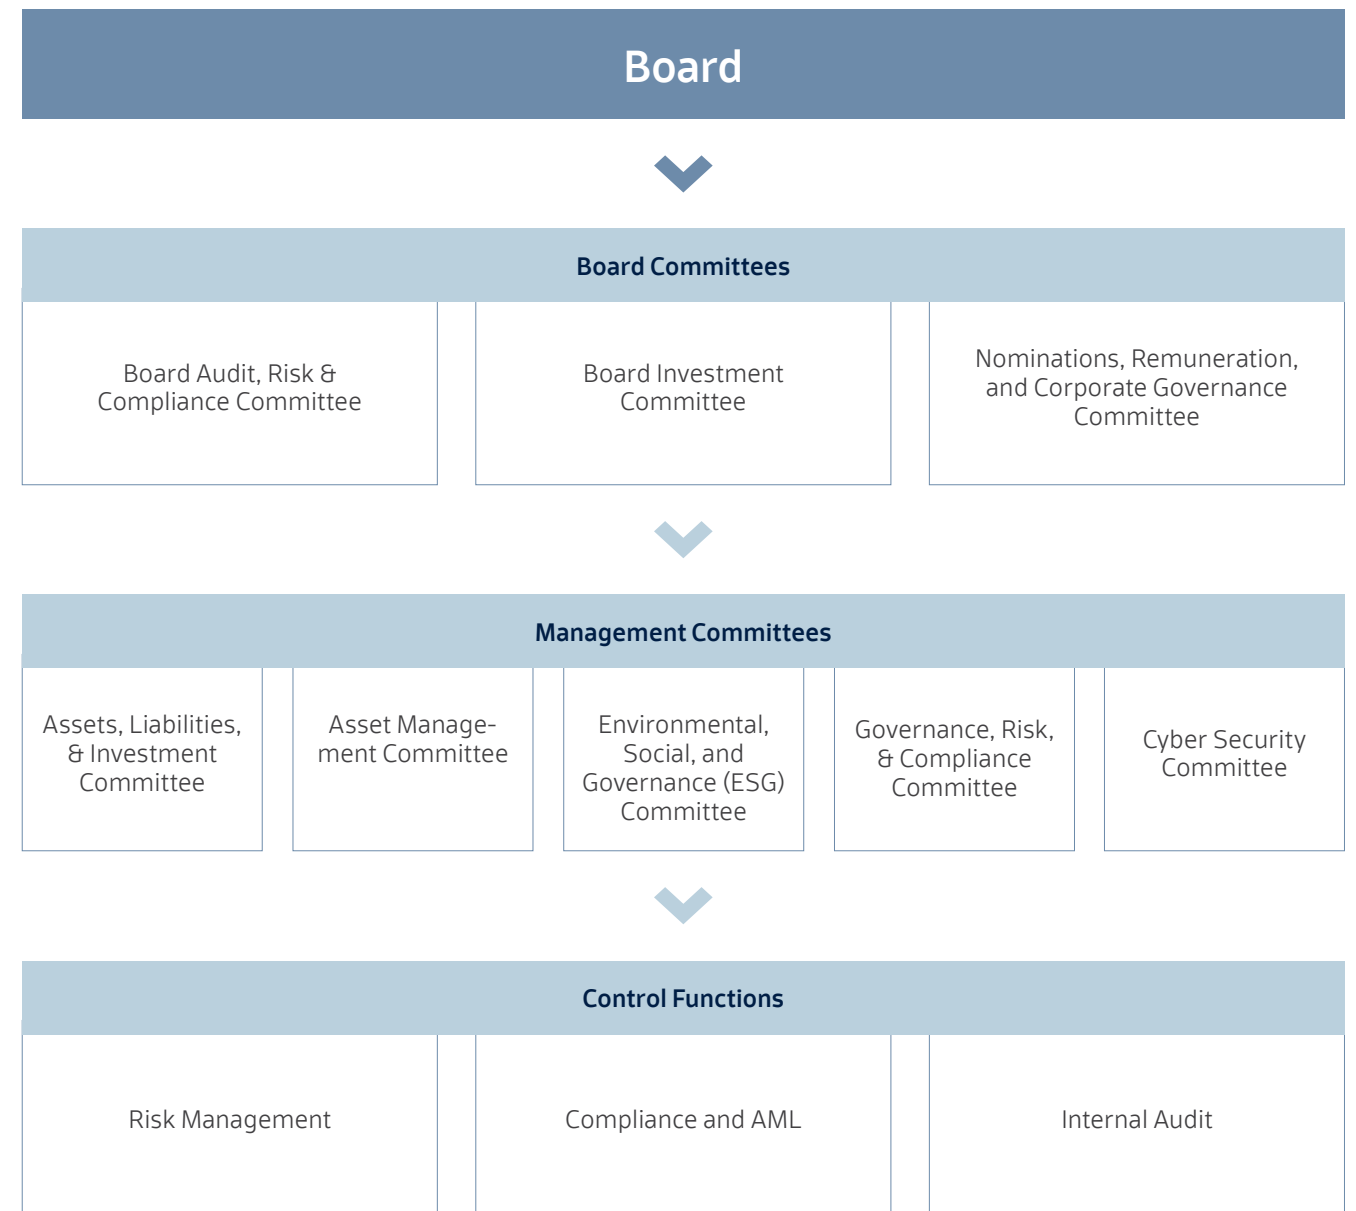 Board
Board Committees
Board Audit, Risk &
Compliance Committee
Board Investment
Committee
Nominations, Remuneration,
and Corporate Governance
Committee
Management Committees
Assets, Liabilities,
& Investment
Committee
Asset Manage-
ment Committee
Environmental,
Social, and
Governance (ESG)
Committee
Governance, Risk,
& Compliance
Committee
Cyber Security
Committee
Control Functions
Risk Management
Compliance and AML
Internal Audit